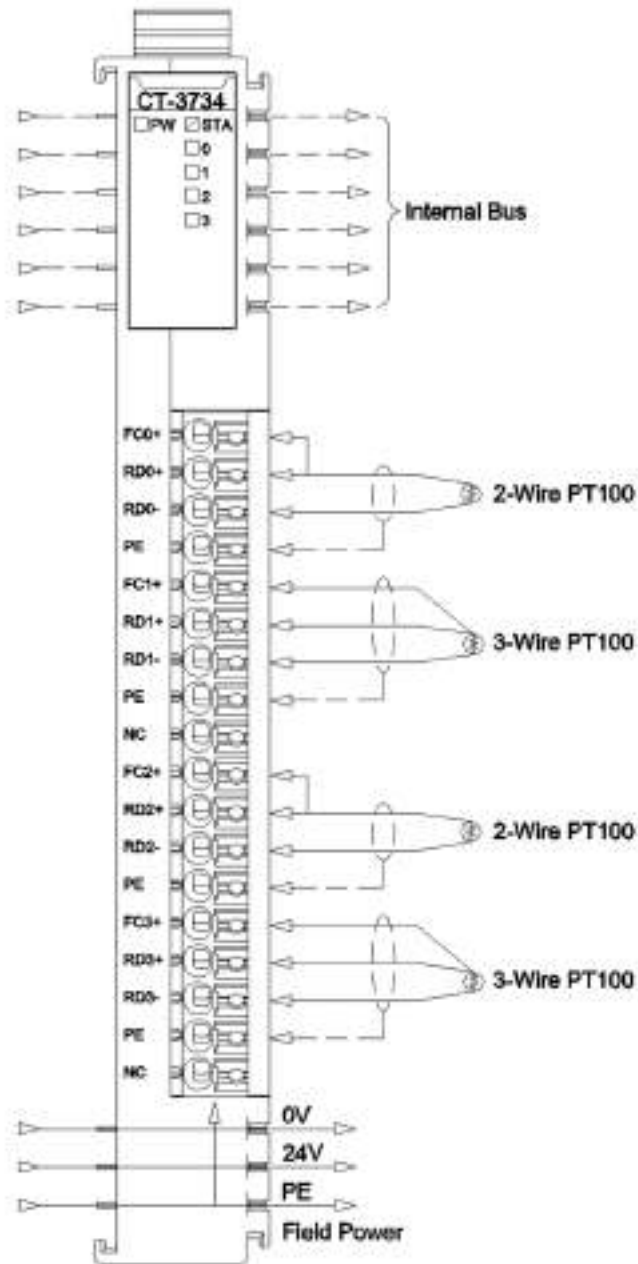 CT-3734
PW STA
0
1
2
3
Internal Bus
FC0+
RD0+
2-Wire PT100
RD0-
PE
FC1+
RD1+
3-Wire PT100
RD1-
PE
NC
FC2+
RD2+
2-Wire PT100
RD2-
PE
FC3+
RD3+
3-Wire PT100
RD3-
PE
NC
0V
24V
PE
Field Power